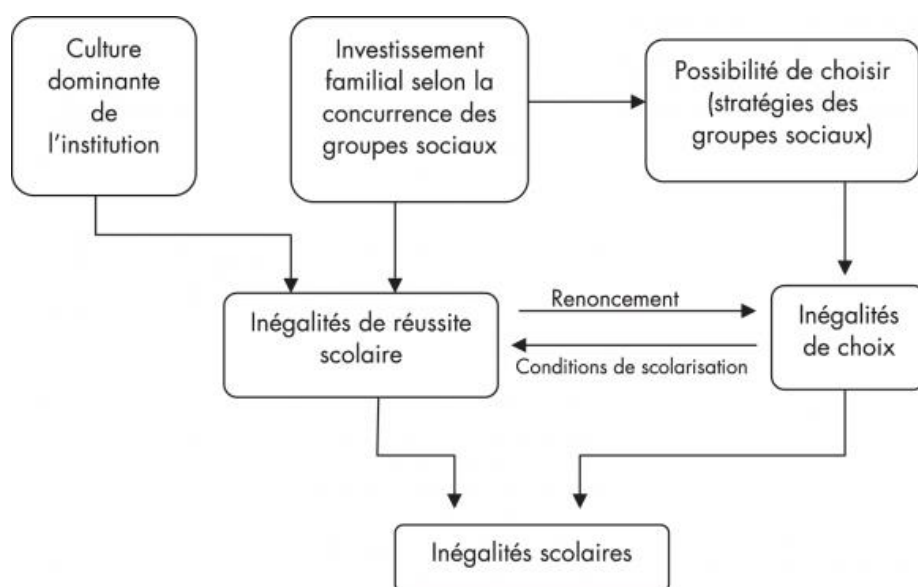 Culture
dominante
de
l'institution
Investissement
familial selon la
concurrence des
groupes sociaux
Possibilité de choisir
(stratégies des
groupes sociaux)
Inégalités de réussite
scolaire
Renoncement
Conditions de scolarisation
Inégalités
de choix
Inégalités scolaires